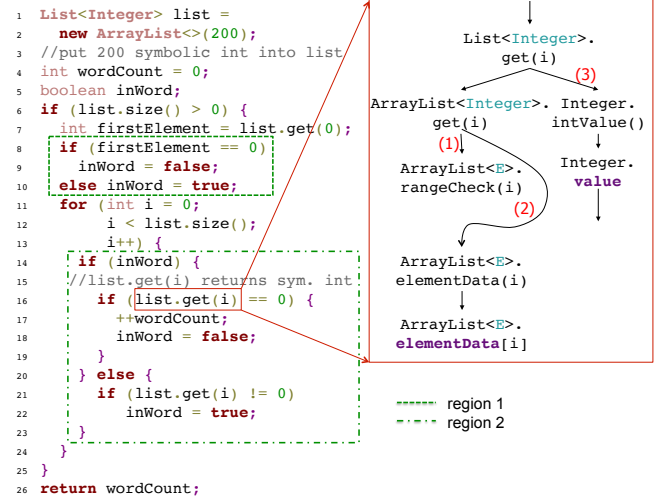 1 List<Integer> list =
2 new ArrayList<>(200);
3 //put 200 symbolic int into list
4 int wordCount = 0;
5 boolean inWord;
6 if (list.size() > 0) {
7 int firstElement = list.get(0);
8 if (firstElement == 0)
9 inWord = false;
10 else inWord = true;
11 for (int i = 0;
12 i < list.size();
13 i++) {
14 if (inWord) {
15 //list.get(i) returns sym. int
16 if (list.get(i) == 0) {
17 ++wordCount;
18 inWord = false;
19 }
20 } else {
21 if (list.get(i) != 0)
22 inWord = true;
23 }
24 }
25 }
26 return wordCount;
List<Integer>.
get(i)
(3)
ArrayList<Integer>.
get(i)
Integer.
intValue()
(1)
ArrayList<E>.
rangeCheck(i)
Integer.
value
(2)
ArrayList<E>.
elementData(i)
ArrayList<E>.
elementData[i]
region 1
region 2